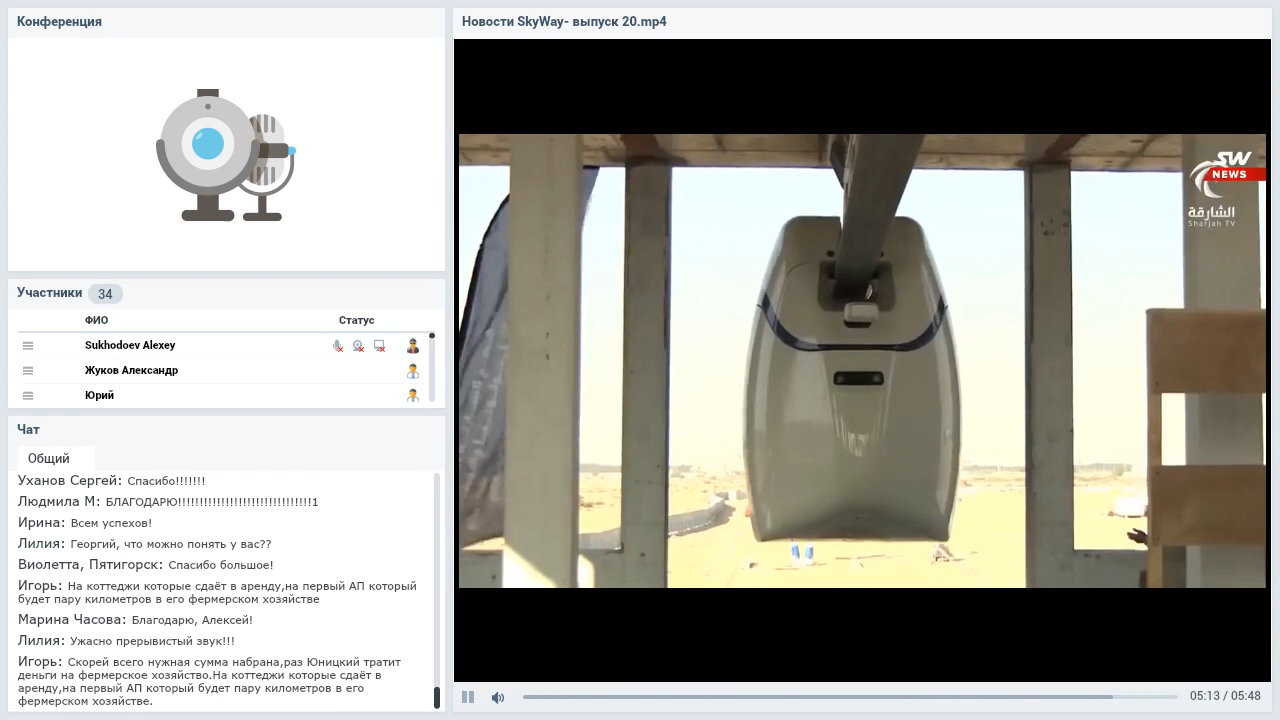 Конференция
Новости SkyWay- выпуск 20.mp4
SW
NEWS
الشارقة
Sharjah TV
Участники 34
ФИО Статус
Sukhodoev Alexey
Жуков Александр
Юрий
Чат
Общий
Уханов Сергей: Спасибо!!!!!!!
Людмила М: БЛАГОДАРЮ!!!!!!!!!!!!!!!!!!!!!!!!!!!!!!!1
Ирина: Всем успехов!
Лилия: Георгий, что можно понять у вас??
Виолетта, Пятигорск: Спасибо большое!
Игорь: На коттеджи которые сдаёт в аренду,на первый АП который
будет пару километров в его фермерском хозяйстве
Марина Часова: Благодарю, Алексей!
Лилия: Ужасно прерывистый звук!!!
Игорь: Скорей всего нужная сумма набрана,раз Юницкий тратит
деньги на фермерское хозяйство.На коттеджи которые сдаёт в
аренду,на первый АП который будет пару километров в его
фермерском хозяйстве.
05:13 / 05:48